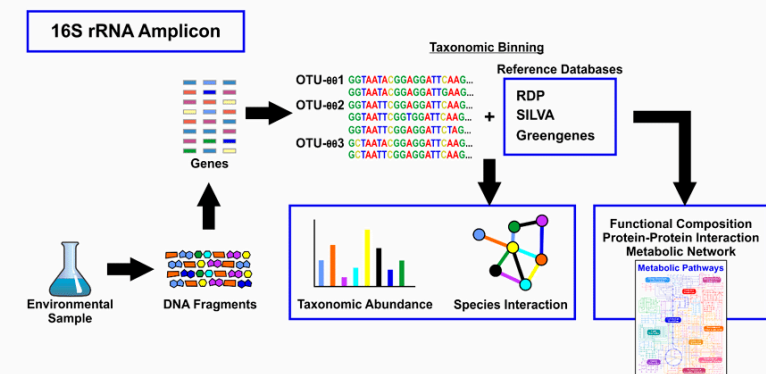 16S rRNA Amplicon
Taxonomic Binning
Reference Databases
OTU-001 GGTAATACGGAGGATTCAAG...
GGTAATACGGAGGATTGAAG...
OTU-002 GGTAATTCGGAGGATTCAAG...
GGTAATTCGGTGGATTCAAG...
GGTAATTCGGAGGATTCTAG...
OTU-003 GCTAATACGGAGGATTCAAG...
GCTAATTCGGAGGATTCAAG...
+
RDP
SILVA
Greengenes
Genes
Environmental
Sample
DNA Fragments
Taxonomic Abundance
Species Interaction
Functional Composition
Protein-Protein Interaction
Metabolic Network
Metabolic Pathways